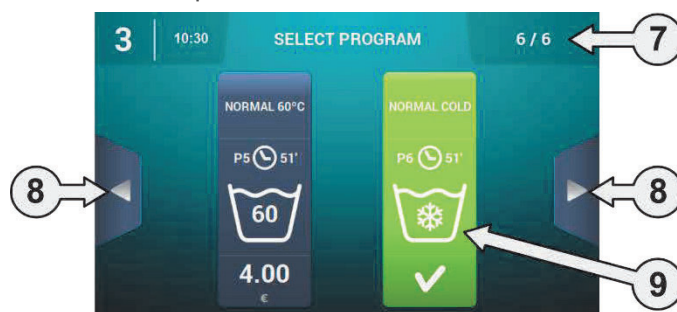 3 10:30 SELECT PROGRAM 6 / 6
7
NORMAL 60ºC
NORMAL COLD
P5 51'
P6 51'
8
8
60
4.00
€
9